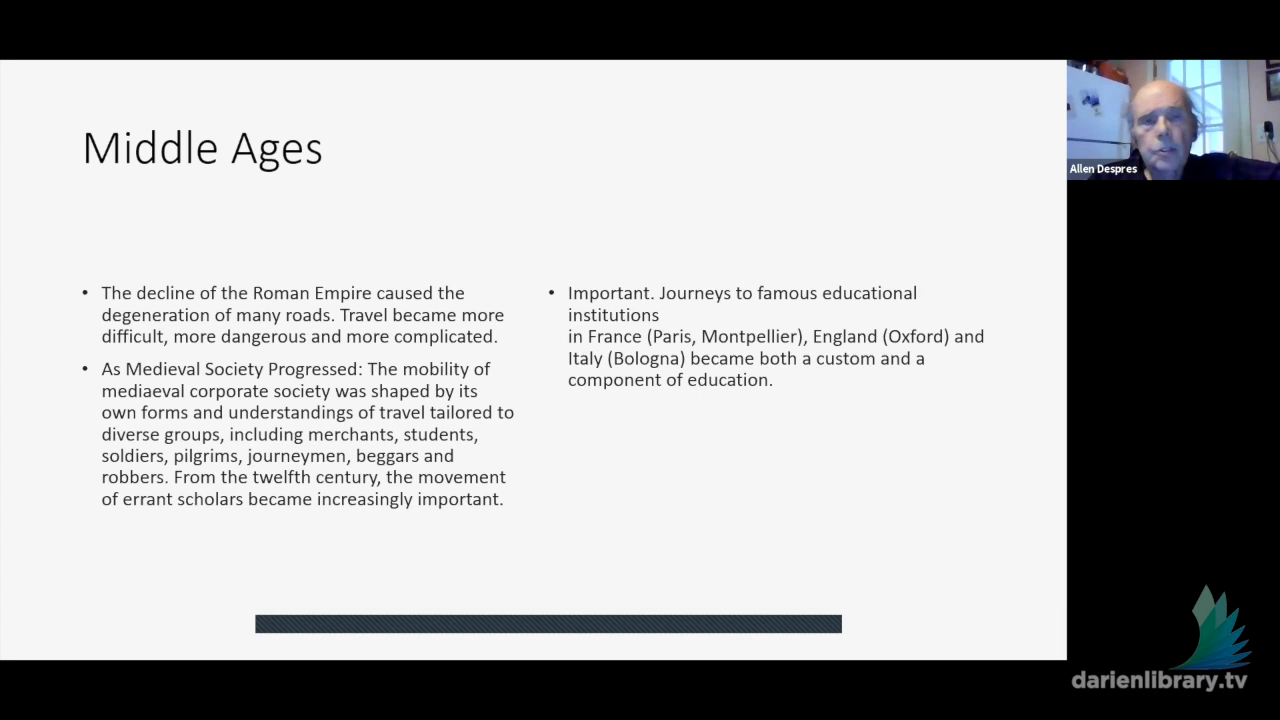 Middle Ages
• The decline of the Roman Empire caused the
degeneration of many roads. Travel became more
difficult, more dangerous and more complicated.
• As Medieval Society Progressed: The mobility of
mediaeval corporate society was shaped by its
own forms and understandings of travel tailored to
diverse groups, including merchants, students,
soldiers, pilgrims, journeymen, beggars and
robbers. From the twelfth century, the movement
of errant scholars became increasingly important.
• Important. Journeys to famous educational
institutions
in France (Paris, Montpellier), England (Oxford) and
Italy (Bologna) became both a custom and a
component of education.
Allen Despres
darienlibrary.tv